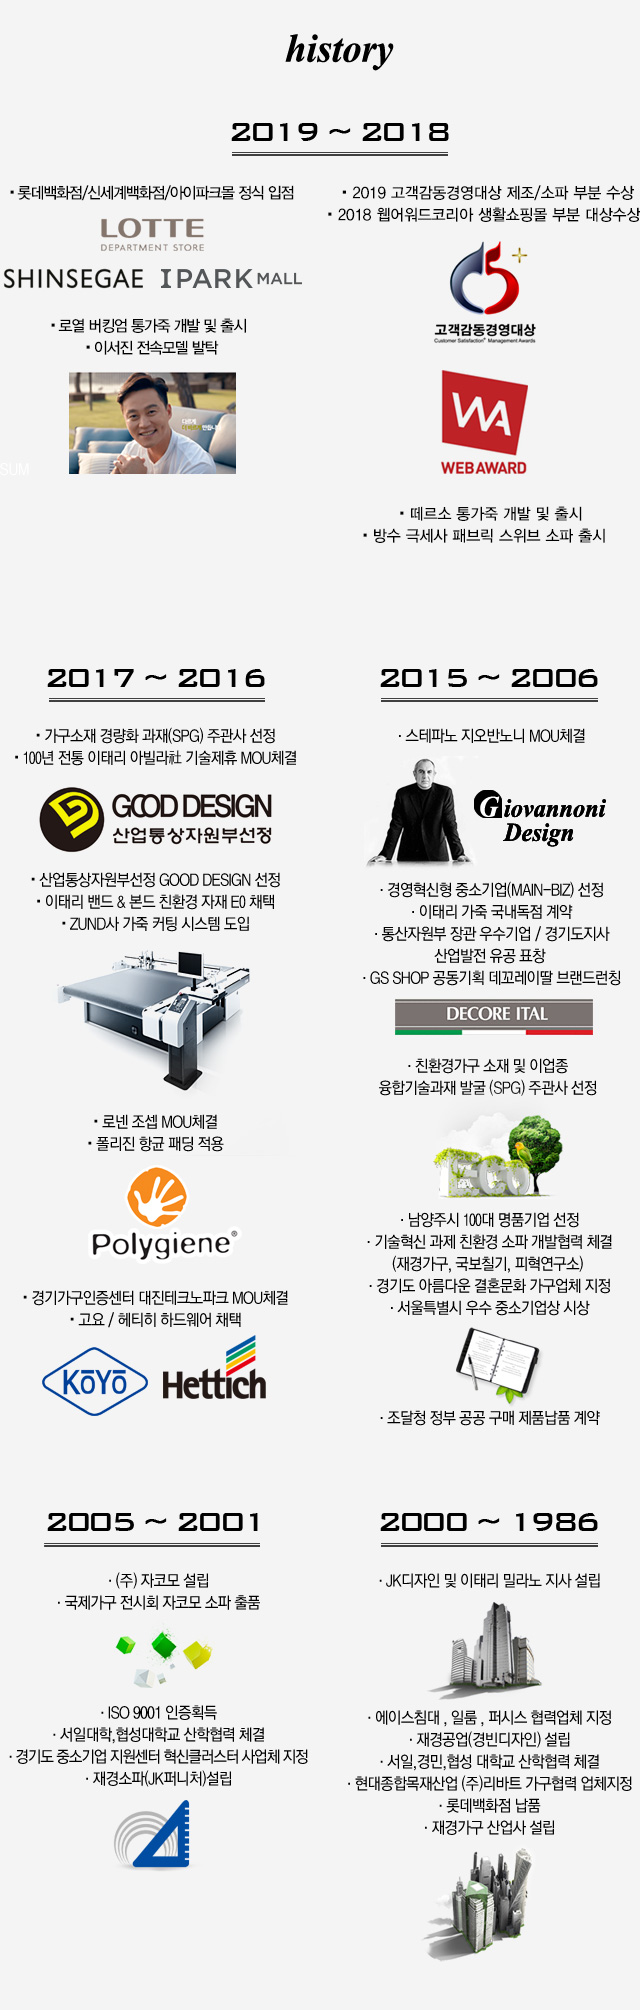 history
2019 ~ 2018
▪ 롯데백화점/신세계백화점/아이파크몰 정식 입점
LOTTE
DEPARTMENT STORE
SHINSEGAE IPARK MALL
▪ 로열 버킹엄 통가죽 개발 및 출시
▪ 이서진 전속모델 발탁
SUM
▪ 2019 고객감동경영대상 제조/소파 부분 수상
▪ 2018 웹어워드코리아 생활쇼핑몰 부분 대상수상
고객감동경영대상
Customer Satisfaction® Management Awards
WA
WEB AWARD
▪ 떼르소 통가죽 개발 및 출시
▪ 방수 극세사 패브릭 스위브 소파 출시
2017 ~ 2016
▪ 가구소재 경량화 과재(SPG) 주관사 선정
▪ 100년 전통 이태리 아빌라社 기술제휴 MOU체결
GOOD DESIGN
산업통상자원부선정
▪ 산업통상자원부선정 GOOD DESIGN 선정
▪ 이태리 밴드 & 본드 친환경 자재 E0 채택
▪ ZUND사 가죽 커팅 시스템 도입
▪ 로넨 조셉 MOU체결
▪ 폴리진 항균 패딩 적용
Polygiene®
▪ 경기가구인증센터 대진테크노파크 MOU체결
▪ 고요 / 헤티히 하드웨어 채택
KōYō Hettich
2015 ~ 2006
· 스테파노 지오반노니 MOU체결
Giovannoni
Design
· 경영혁신형 중소기업(MAIN-BIZ) 선정
· 이태리 가죽 국내독점 계약
· 통산자원부 장관 우수기업 / 경기도지사
산업발전 유공 표창
· GS SHOP 공동기획 데꼬레이딸 브랜드런칭
DECORE ITAL
· 친환경가구 소재 및 이업종
융합기술과재 발굴 (SPG) 주관사 선정
ECO
· 남양주시 100대 명품기업 선정
· 기술혁신 과제 친환경 소파 개발협력 체결
(재경가구, 국보칠기, 피혁연구소)
· 경기도 아름다운 결혼문화 가구업체 지정
· 서울특별시 우수 중소기업상 시상
· 조달청 정부 공공 구매 제품납품 계약
2005 ~ 2001
· (주) 자코모 설립
· 국제가구 전시회 자코모 소파 출품
· ISO 9001 인증획득
· 서일대학,협성대학교 산학협력 체결
· 경기도 중소기업 지원센터 혁신클러스터 사업체 지정
· 재경소파(JK퍼니처)설립
2000 ~ 1986
· JK디자인 및 이태리 밀라노 지사 설립
· 에이스침대 , 일룸 , 퍼시스 협력업체 지정
· 재경공업(경빈디자인) 설립
· 서일,경민,협성 대학교 산학협력 체결
· 현대종합목재산업 (주)리바트 가구협력 업체지정
· 롯데백화점 납품
· 재경가구 산업사 설립